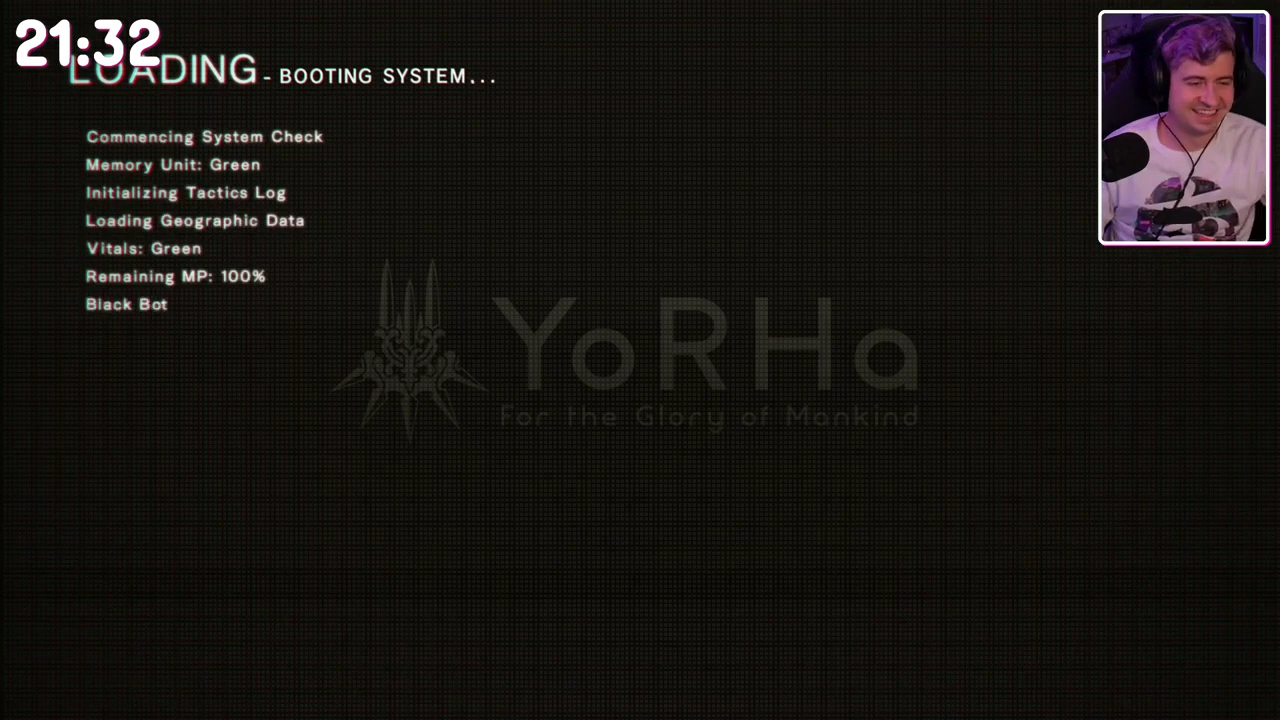 21:32
LOADING - BOOTING SYSTEM...
Commencing System Check
Memory Unit: Green
Initializing Tactics Log
Loading Geographic Data
Vitals: Green
Remaining MP: 100%
Black Bot
YoRHa
For the Glory of Mankind